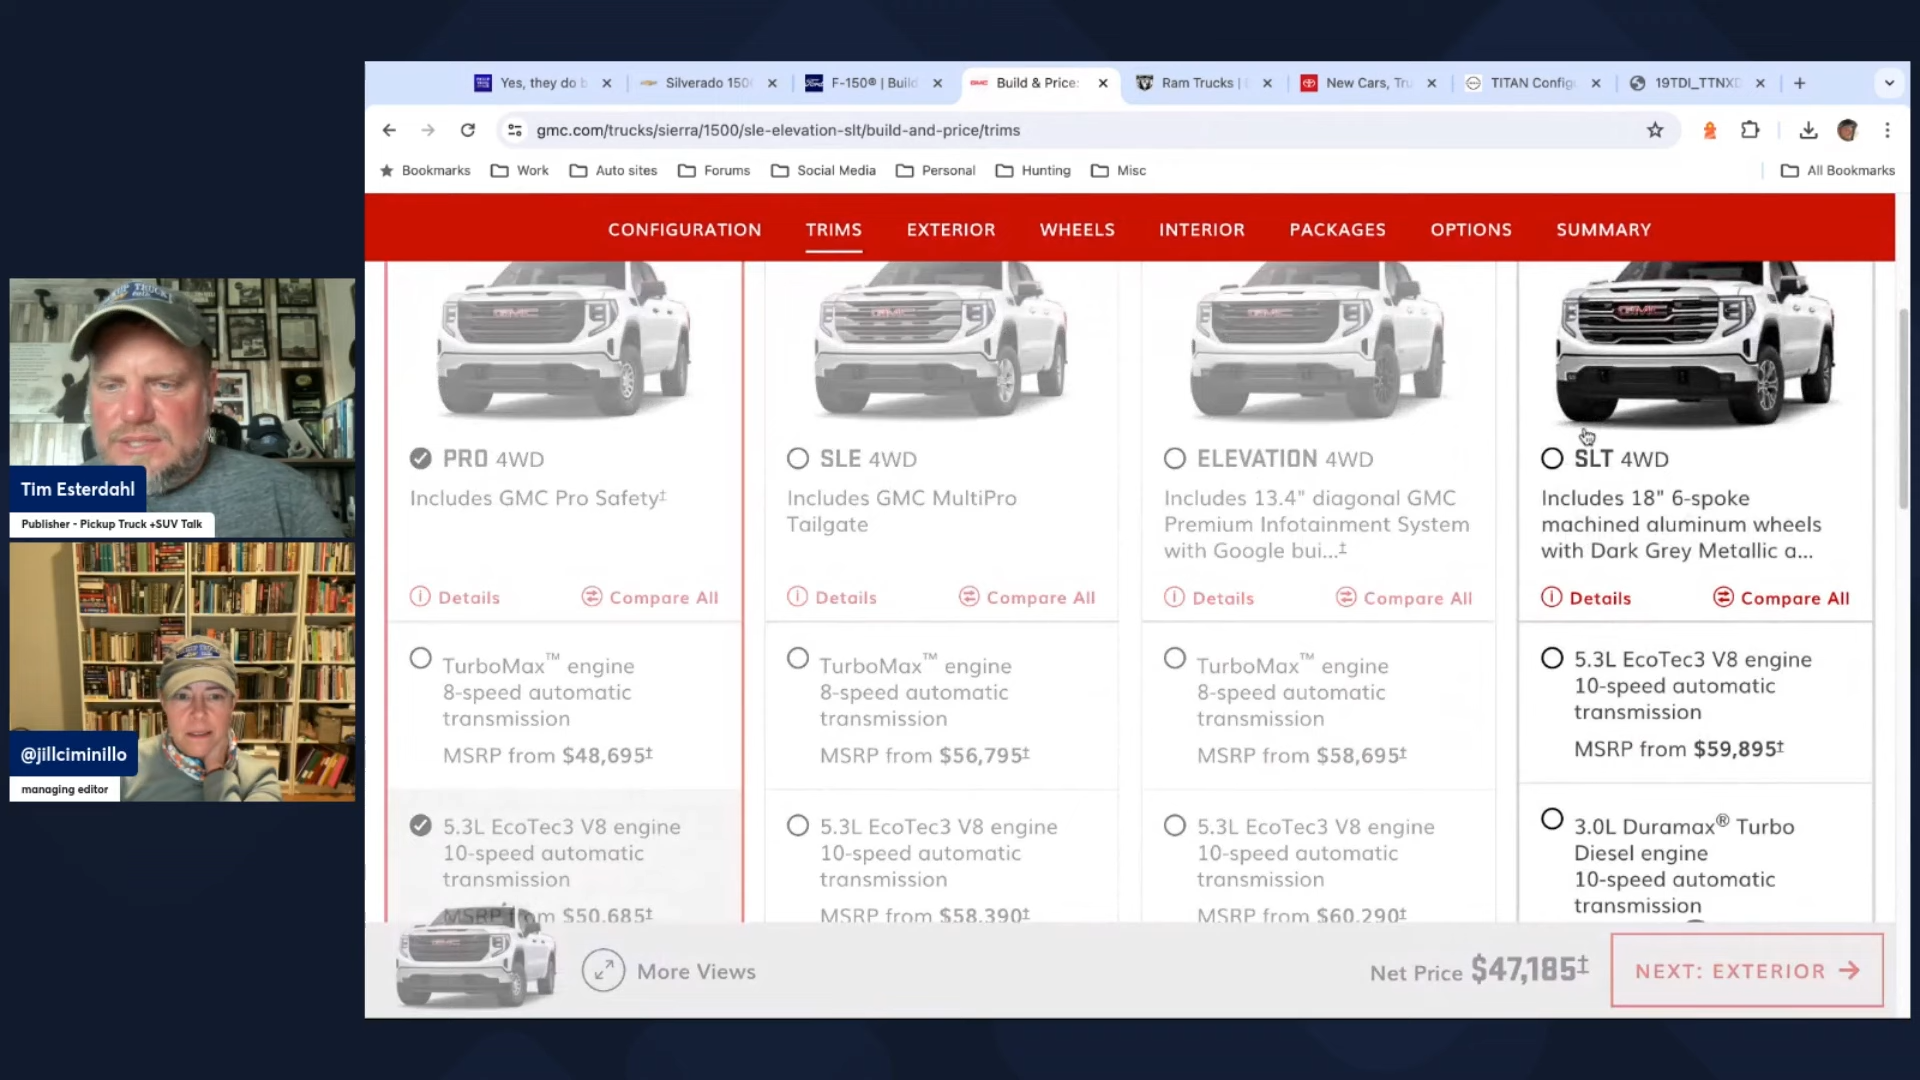 Yes, they do b
Silverado 150
F-150® | Build
Build & Price:
Ram Trucks |
New Cars, Tru
TITAN Config
19TDI_TTNXD
gmc.com/trucks/sierra/1500/sle-elevation-slt/build-and-price/trims
Bookmarks
Work
Auto sites
Forums
Social Media
Personal
Hunting
Misc
All Bookmarks
CONFIGURATION
TRIMS
EXTERIOR
WHEELS
INTERIOR
PACKAGES
OPTIONS
SUMMARY
PRO 4WD
Includes GMC Pro Safety‡
Details
Compare All
TurboMax™ engine
8-speed automatic
transmission
MSRP from $48,695‡
5.3L EcoTec3 V8 engine
10-speed automatic
transmission
MSRP from $50,685‡
SLE 4WD
Includes GMC MultiPro
Tailgate
Details
Compare All
TurboMax™ engine
8-speed automatic
transmission
MSRP from $56,795‡
5.3L EcoTec3 V8 engine
10-speed automatic
transmission
MSRP from $58,390‡
ELEVATION 4WD
Includes 13.4" diagonal GMC
Premium Infotainment System
with Google bui...‡
Details
Compare All
TurboMax™ engine
8-speed automatic
transmission
MSRP from $58,695‡
5.3L EcoTec3 V8 engine
10-speed automatic
transmission
MSRP from $60,290‡
SLT 4WD
Includes 18" 6-spoke
machined aluminum wheels
with Dark Grey Metallic a...
Details
Compare All
5.3L EcoTec3 V8 engine
10-speed automatic
transmission
MSRP from $59,895‡
3.0L Duramax® Turbo
Diesel engine
10-speed automatic
transmission
More Views
Net Price $47,185‡
NEXT: EXTERIOR
Tim Esterdahl
Publisher - Pickup Truck +SUV Talk
@jillciminillo
managing editor